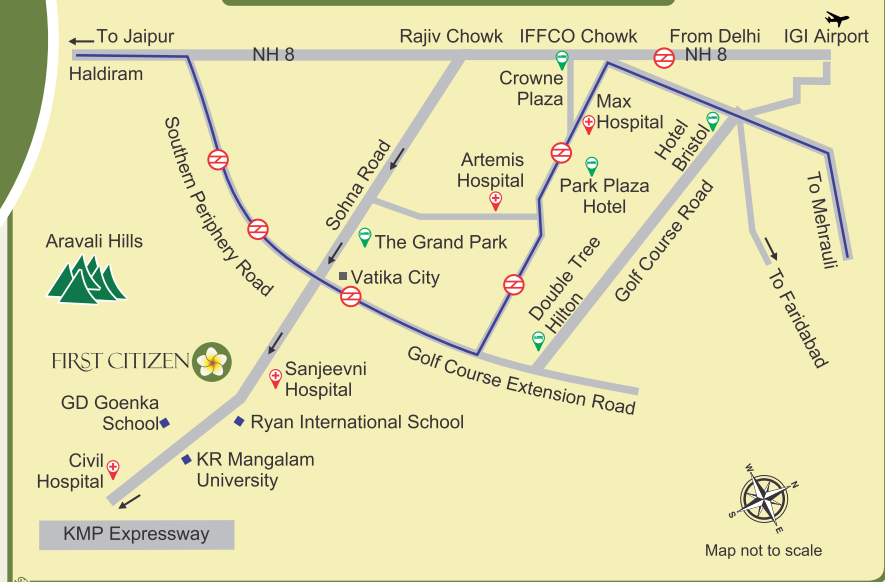 To Jaipur
Rajiv Chowk
IFFCO Chowk
From Delhi
IGI Airport
NH 8
NH 8
Haldiram
Crowne
Plaza
Max
Hospital
Hotel
Bristol
Southern Periphery Road
Sohna Road
Artemis
Hospital
Park Plaza
Hotel
To Mehrauli
Golf Course Road
Aravali Hills
The Grand Park
Vatika City
Double Tree
Hilton
To Faridabad
FIRST CITIZEN
Golf Course Extension Road
Sanjeevni
Hospital
GD Goenka
School
Ryan International School
Civil
Hospital
KR Mangalam
University
W
N
S
E
KMP Expressway
Map not to scale